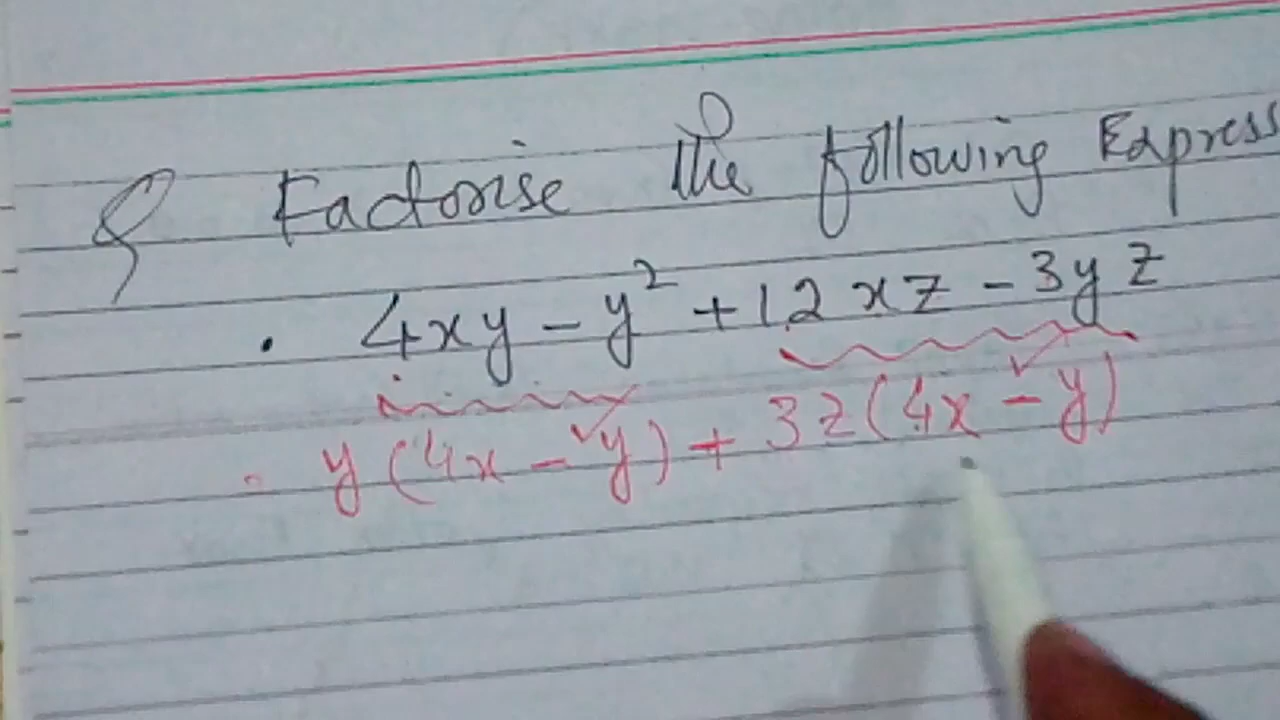 Q Factorise the following Express
. 4xy - y² + 12xz - 3yz
y(4x - y) + 3z(4x - y)